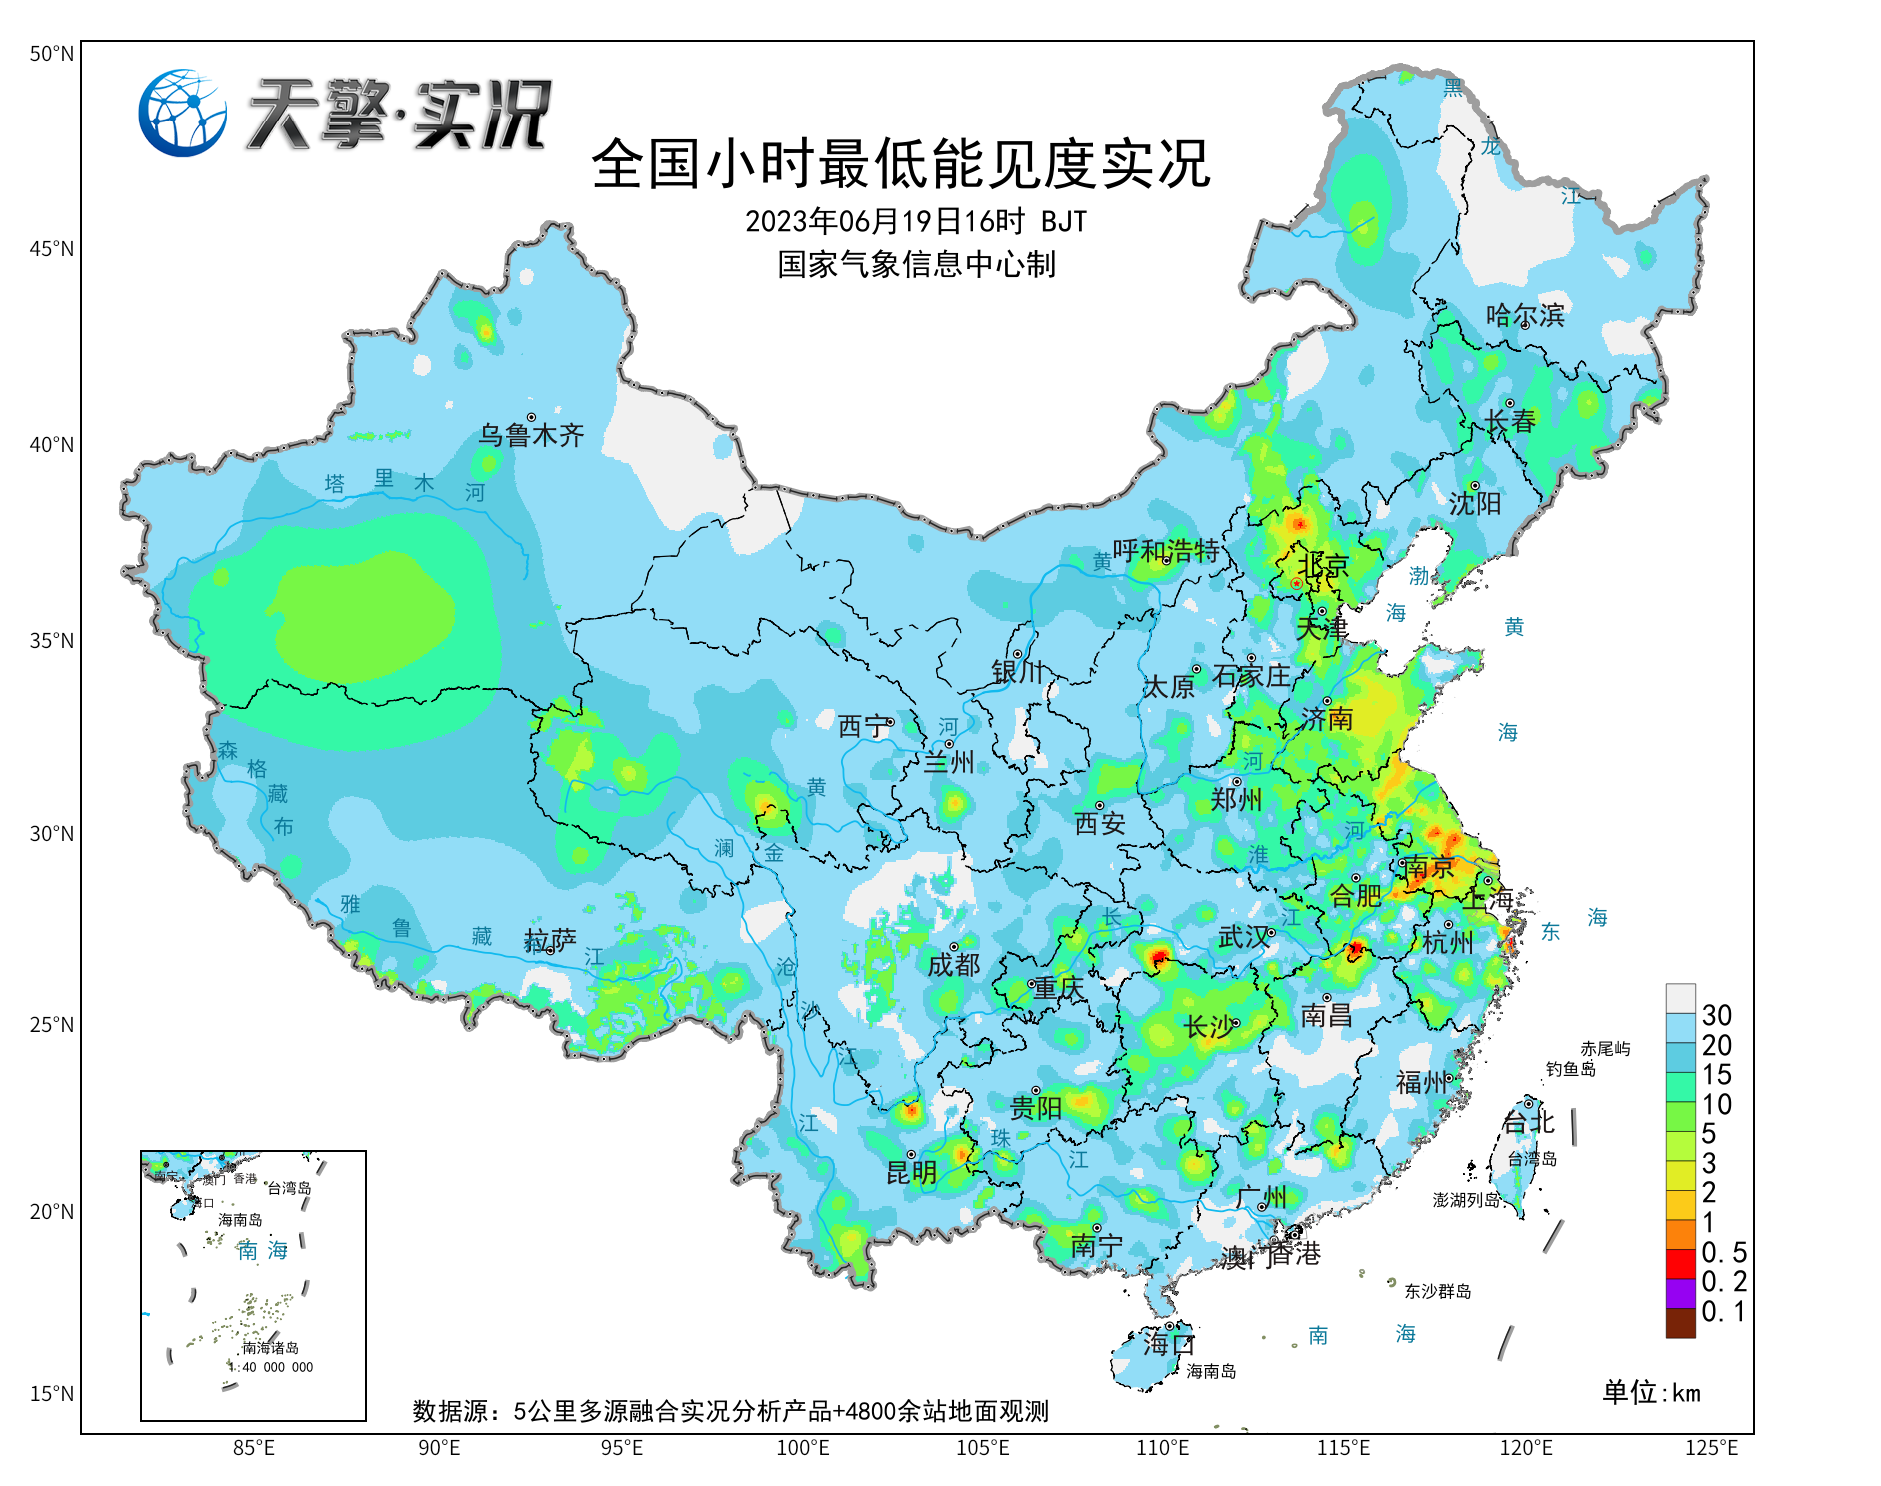 天擎·实况
全国小时最低能见度实况
2023年06月19日16时 BJT
国家气象信息中心制
50°N
45°N
40°N
35°N
30°N
25°N
20°N
15°N
85°E
90°E
95°E
100°E
105°E
110°E
115°E
120°E
125°E
黑
龙
江
哈尔滨
长春
沈阳
乌鲁木齐
塔 里 木 河
呼和浩特
黄
北京
渤
海
天津
黄
海
银川
太原
石家庄
济南
西宁
河
兰州
黄
西安
郑州
河
淮
河
森
格
藏
布
澜
金
南京
合肥
上海
雅
鲁
藏
布
江
拉萨
沧
沙
江
江
成都
重庆
长
江
武汉
杭州
东
海
长沙
南昌
福州
贵阳
昆明
珠
江
广州
南宁
澳门
香港
海口
海南岛
台北
台湾岛
澎湖列岛
钓鱼岛
赤尾屿
东沙群岛
南
海
30
20
15
10
5
3
2
1
0.5
0.2
0.1
单位:km
南宁
澳门
香港
台湾岛
海口
海南岛
南 海
南海诸岛
1:40 000 000
数据源：5公里多源融合实况分析产品+4800余站地面观测